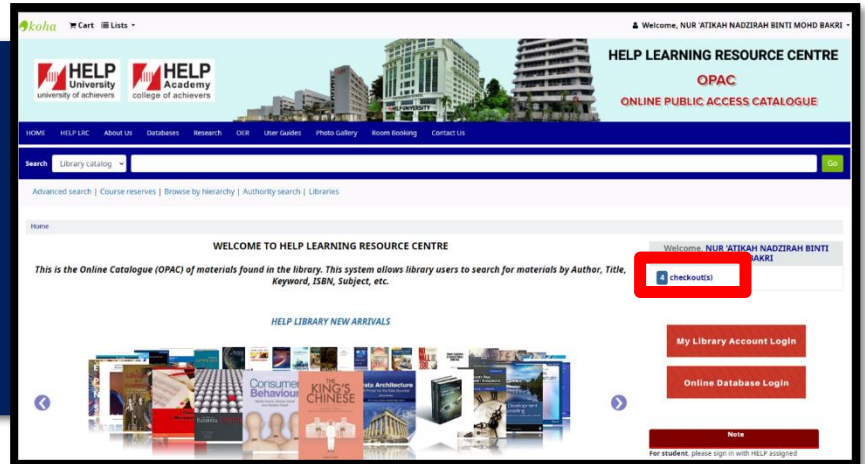 koha Cart Lists
Welcome, NUR 'ATIKAH NADZIRAH BINTI MOHD BAKRI
HELP University
university of achievers
HELP Academy
college of achievers
HELP UNIVERSITY
HELP LEARNING RESOURCE CENTRE
OPAC
ONLINE PUBLIC ACCESS CATALOGUE
HOME HELP LRC About Us Databases Research OER User Guides Photo Gallery Room Booking Contact Us
Search Library catalog Go
Advanced search | Course reserves | Browse by hierarchy | Authority search | Libraries
Home
WELCOME TO HELP LEARNING RESOURCE CENTRE
This is the Online Catalogue (OPAC) of materials found in the library. This system allows library users to search for materials by Author, Title,
Keyword, ISBN, Subject, etc.
HELP LIBRARY NEW ARRIVALS
Consumer
Behaviour
THE
KING'S
CHINESE
Data Architecture
Welcome, NUR 'ATIKAH NADZIRAH BINTI
BAKRI
4 checkout(s)
My Library Account Login
Online Database Login
Note
For student, please sign in with HELP assigned